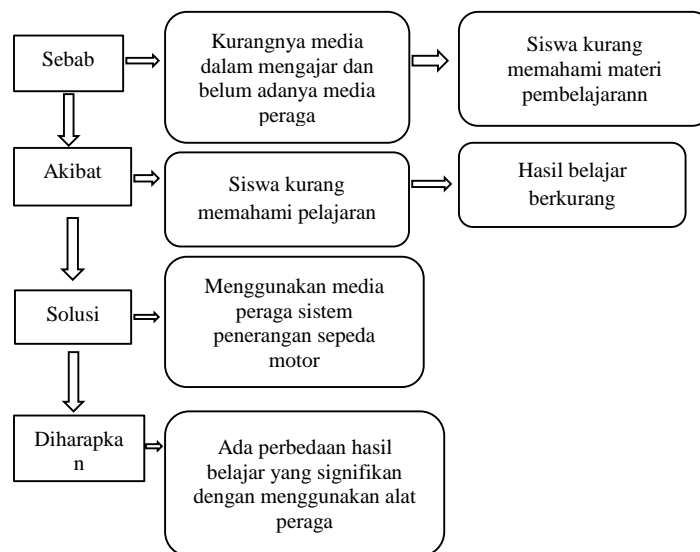 Sebab
Kurangnya media
dalam mengajar dan
belum adanya media
peraga
Siswa kurang
memahami materi
pembelajarann
Akibat
Siswa kurang
memahami pelajaran
Hasil belajar
berkurang
Solusi
Menggunakan media
peraga sistem
penerangan sepeda
motor
Diharapka
n
Ada perbedaan hasil
belajar yang signifikan
dengan menggunakan alat
peraga